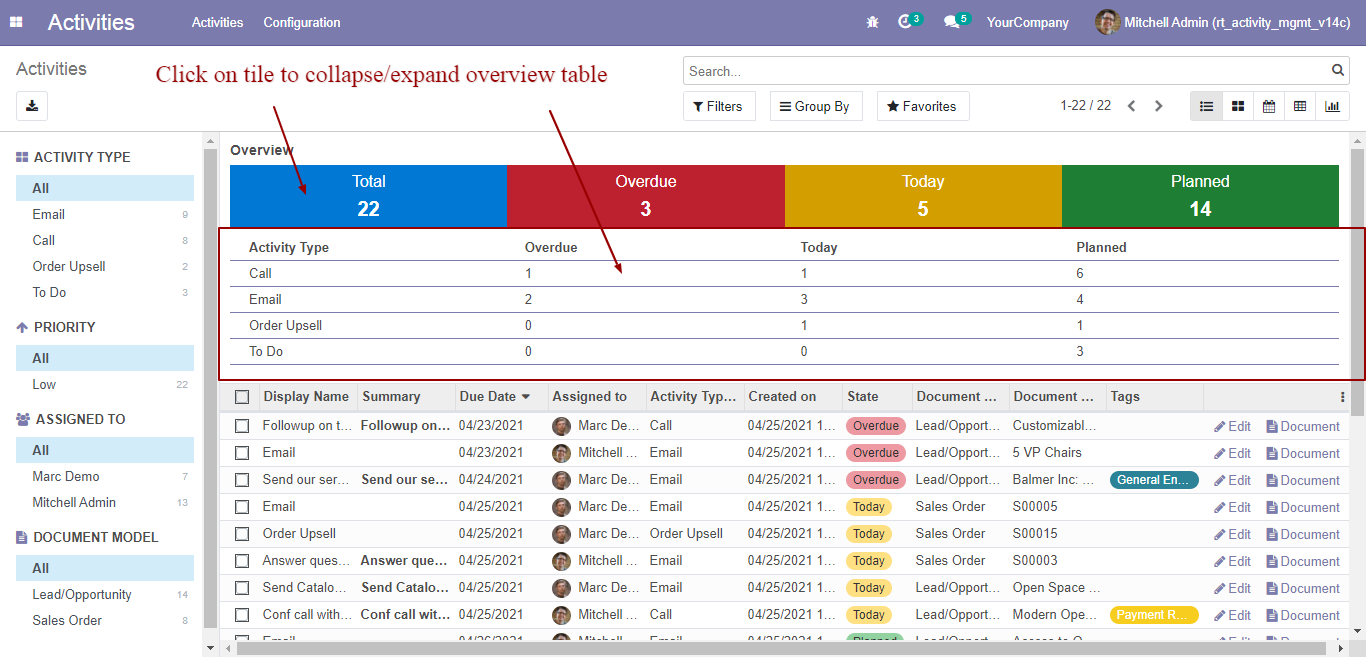 Activities Activities Configuration 3 5 YourCompany Mitchell Admin (rt_activity_mgmt_v14c)
Activities
Click on tile to collapse/expand overview table
Search...
Filters Group By Favorites 1-22 / 22
ACTIVITY TYPE
All
Email 9
Call 8
Order Upsell 2
To Do 3
PRIORITY
All
Low 22
ASSIGNED TO
All
Marc Demo 7
Mitchell Admin 13
DOCUMENT MODEL
All
Lead/Opportunity 14
Sales Order 8
Overview
Total Overdue Today Planned
22 3 5 14
Activity Type Overdue Today Planned
Call 1 1 6
Email 2 3 4
Order Upsell 0 1 1
To Do 0 0 3
Display Name Summary Due Date Assigned to Activity Typ... Created on State Document ... Document ... Tags
Followup on t... Followup on... 04/23/2021 Marc De... Call 04/25/2021 1... Overdue Lead/Opport... Customizabl... Edit Document
Email 04/23/2021 Mitchell ... Email 04/25/2021 1... Overdue Lead/Opport... 5 VP Chairs Edit Document
Send our ser... Send our se... 04/24/2021 Marc De... Email 04/25/2021 1... Overdue Lead/Opport... Balmer Inc: ... General En... Edit Document
Email 04/25/2021 Marc De... Email 04/25/2021 1... Today Sales Order S00005 Edit Document
Order Upsell 04/25/2021 Marc De... Order Upsell 04/25/2021 1... Today Sales Order S00015 Edit Document
Answer ques... Answer que... 04/25/2021 Mitchell ... Email 04/25/2021 1... Today Sales Order S00003 Edit Document
Send Catalo... Send Catalo... 04/25/2021 Marc De... Email 04/25/2021 1... Today Lead/Opport... Open Space ... Edit Document
Conf call with... Conf call wit... 04/25/2021 Mitchell ... Call 04/25/2021 1... Today Lead/Opport... Modern Ope... Payment R... Edit Document